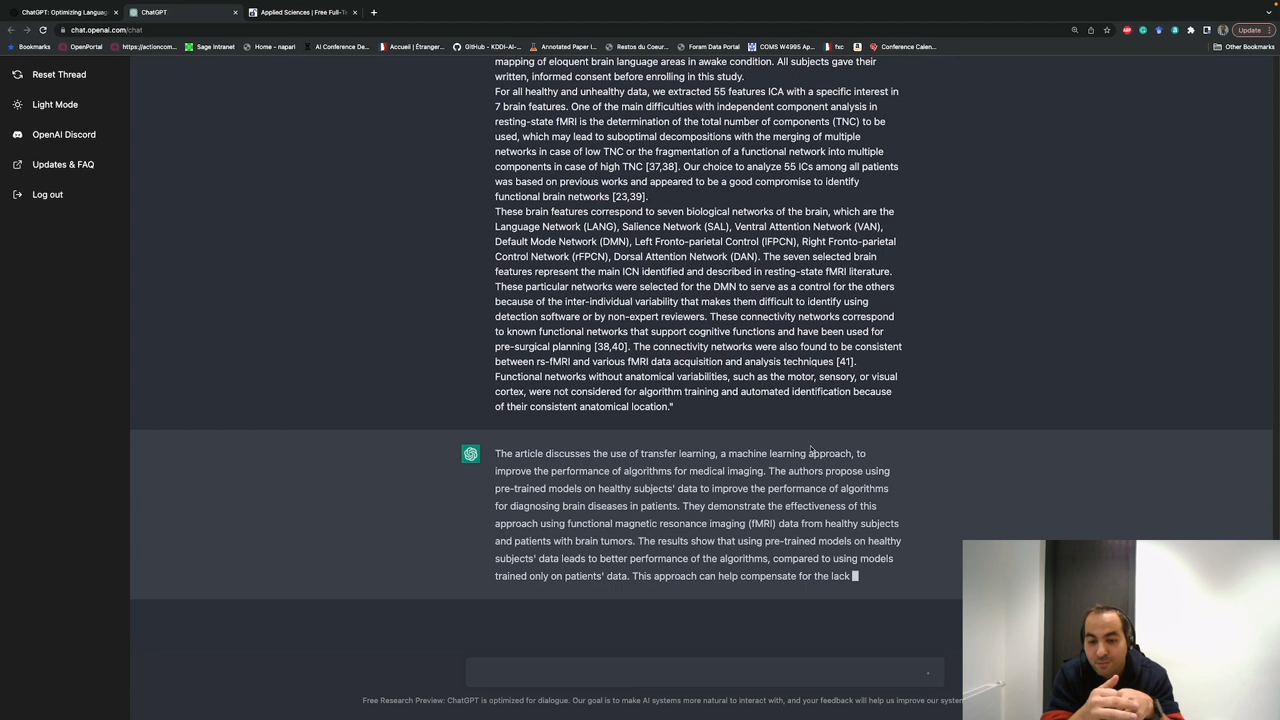 ChatGPT: Optimizing Langua
ChatGPT
Applied Sciences | Free Full-Te
chat.openai.com/chat
Update
Bookmarks
OpenPortal
https://actioncom...
Sage Intranet
Home – napari
AI Conference De...
Accueil | Étranger...
GitHub - KDDI-AI-...
Annotated Paper I...
Restos du Coeur...
Foram Data Portal
COMS W4995 Ap...
fxc
Conference Calen...
Other Bookmarks
Reset Thread
Light Mode
OpenAI Discord
Updates & FAQ
Log out
mapping of eloquent brain language areas in awake condition. All subjects gave their
written, informed consent before enrolling in this study.
For all healthy and unhealthy data, we extracted 55 features ICA with a specific interest in
7 brain features. One of the main difficulties with independent component analysis in
resting-state fMRI is the determination of the total number of components (TNC) to be
used, which may lead to suboptimal decompositions with the merging of multiple
networks in case of low TNC or the fragmentation of a functional network into multiple
components in case of high TNC [37,38]. Our choice to analyze 55 ICs among all patients
was based on previous works and appeared to be a good compromise to identify
functional brain networks [23,39].
These brain features correspond to seven biological networks of the brain, which are the
Language Network (LANG), Salience Network (SAL), Ventral Attention Network (VAN),
Default Mode Network (DMN), Left Fronto-parietal Control (lFPCN), Right Fronto-parietal
Control Network (rFPCN), Dorsal Attention Network (DAN). The seven selected brain
features represent the main ICN identified and described in resting-state fMRI literature.
These particular networks were selected for the DMN to serve as a control for the others
because of the inter-individual variability that makes them difficult to identify using
detection software or by non-expert reviewers. These connectivity networks correspond
to known functional networks that support cognitive functions and have been used for
pre-surgical planning [38,40]. The connectivity networks were also found to be consistent
between rs-fMRI and various fMRI data acquisition and analysis techniques [41].
Functional networks without anatomical variabilities, such as the motor, sensory, or visual
cortex, were not considered for algorithm training and automated identification because
of their consistent anatomical location."
The article discusses the use of transfer learning, a machine learning approach, to
improve the performance of algorithms for medical imaging. The authors propose using
pre-trained models on healthy subjects' data to improve the performance of algorithms
for diagnosing brain diseases in patients. They demonstrate the effectiveness of this
approach using functional magnetic resonance imaging (fMRI) data from healthy subjects
and patients with brain tumors. The results show that using pre-trained models on healthy
subjects' data leads to better performance of the algorithms, compared to using models
trained only on patients' data. This approach can help compensate for the lack
Free Research Preview: ChatGPT is optimized for dialogue. Our goal is to make AI systems more natural to interact with, and your feedback will help us improve our system